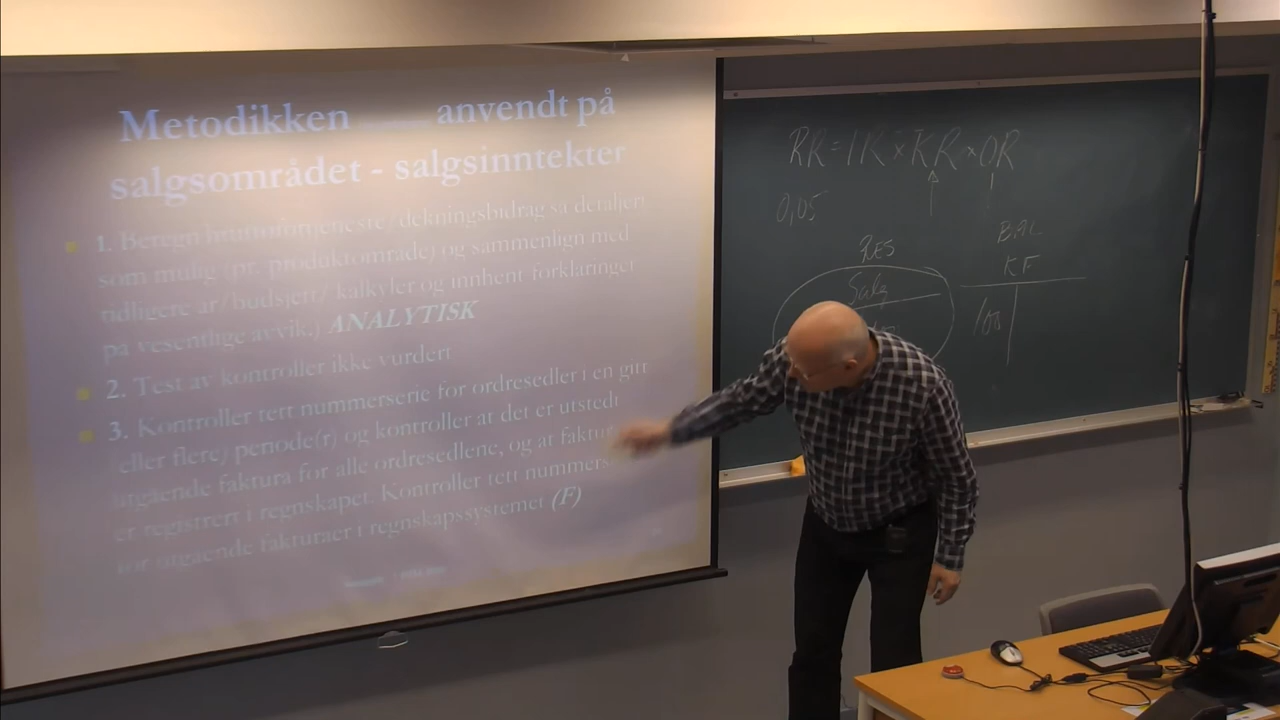 Metodikken ____ anvendt på
salgsområdet - salgsinntekter
1. Beregn bruttofortjeneste/dekningsbidrag så detaljert
som mulig (pr. produktområde) og sammenlign med
tidligere år/budsjett/kalkyler og innhent forklaringer
på vesentlige avvik.) ANALYTISK
2. Test av kontroller ikke vurdert
3. Kontroller tett nummerserie for ordresedler i en gitt
eller flere) periode(r) og kontroller at det er utstedt
utgående faktura for alle ordresedlene, og at
er registrert i regnskapet. Kontroller tett
for utgående fakturaer i regnskapssystemet (F)
RR = IR × KR × OR
0,05
RES
Salg
BAL
KF
100